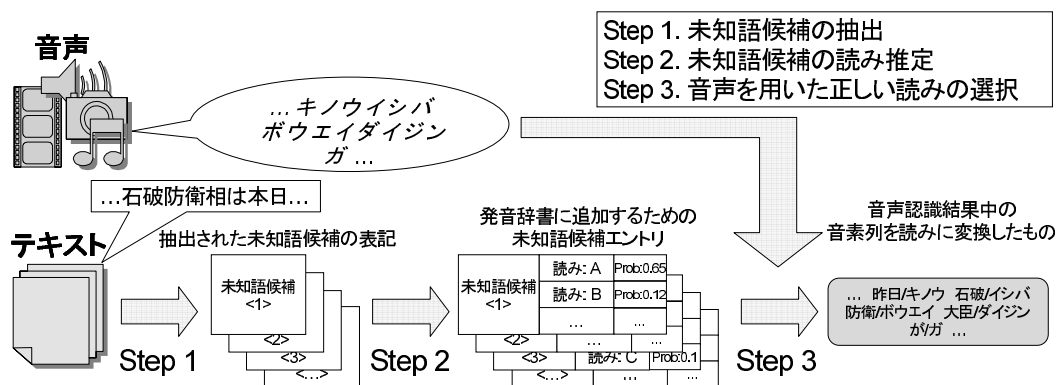 音声
…キノウイシバ
ボウエイダイジン
ガ…
Step 1. 未知語候補の抽出
Step 2. 未知語候補の読み推定
Step 3. 音声を用いた正しい読みの選択
…石破防衛相は本日…
テキスト
抽出された未知語候補の表記
発音辞書に追加するための
未知語候補エントリ
音声認識結果中の
音素列を読みに変換したもの
Step 1
未知語候補
<1>
<2>
<3>
<…>
Step 2
未知語候補
<1>
読み: A Prob:0.65
読み: B Prob:0.12
… …
<2> … …
<3> 読み: C Prob:0.1
<…> … …
Step 3
… 昨日/キノウ 石破/イシバ
防衛/ボウエイ 大臣/ダイジン
が/ガ …